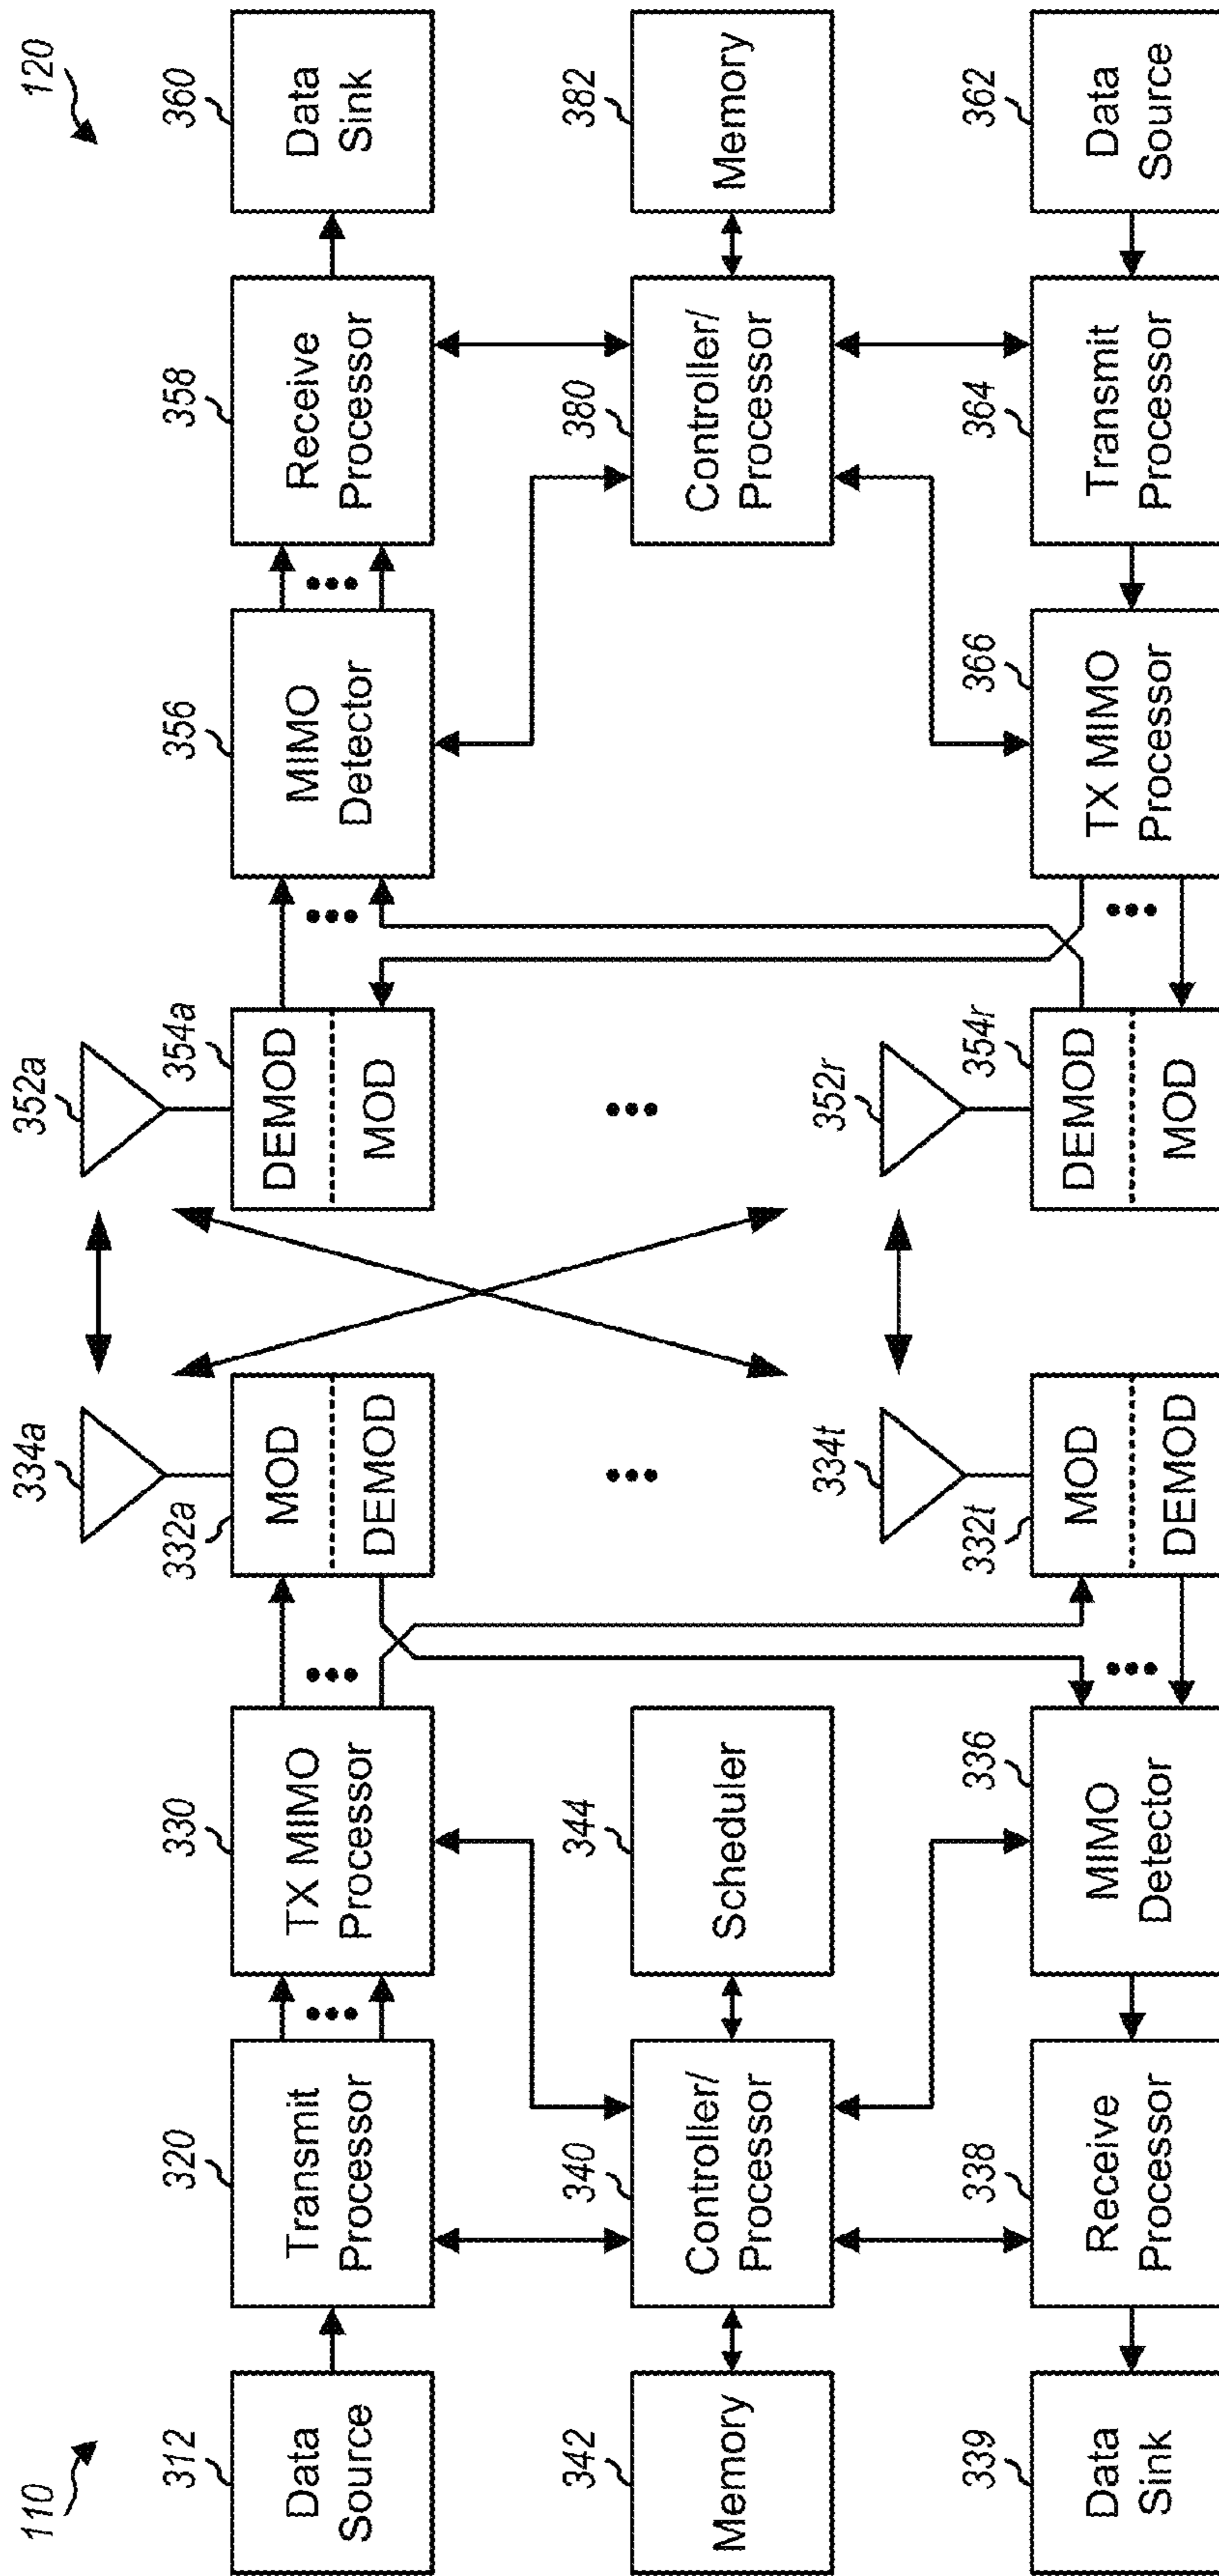 110
120
312
Data
Source
320
Transmit
Processor
330
TX MIMO
Processor
332a
MOD
DEMOD
334a
352a
354a
DEMOD
MOD
356
MIMO
Detector
358
Receive
Processor
360
Data
Sink
342
Memory
340
Controller/
Processor
344
Scheduler
380
Controller/
Processor
382
Memory
339
Data
Sink
338
Receive
Processor
336
MIMO
Detector
332t
MOD
DEMOD
334t
352r
354r
DEMOD
MOD
366
TX MIMO
Processor
364
Transmit
Processor
362
Data
Source